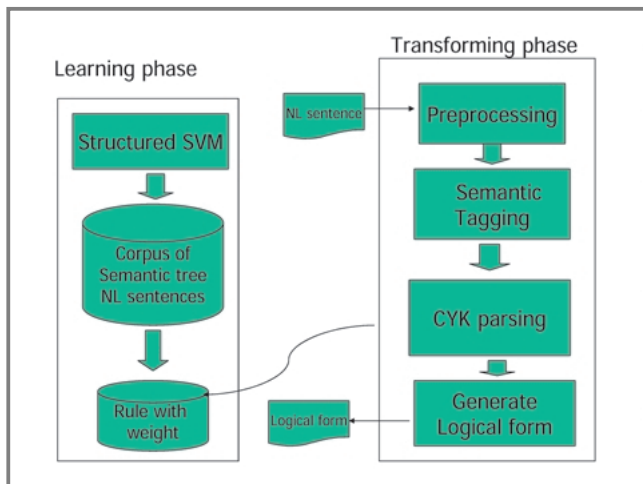 Transforming phase
Learning phase
NL sentence
Preprocessing
Structured SVM
Semantic
Tagging
Corpus of
Semantic tree
NL sentences
CYK parsing
Rule with
weight
Logical form
Generate
Logical form